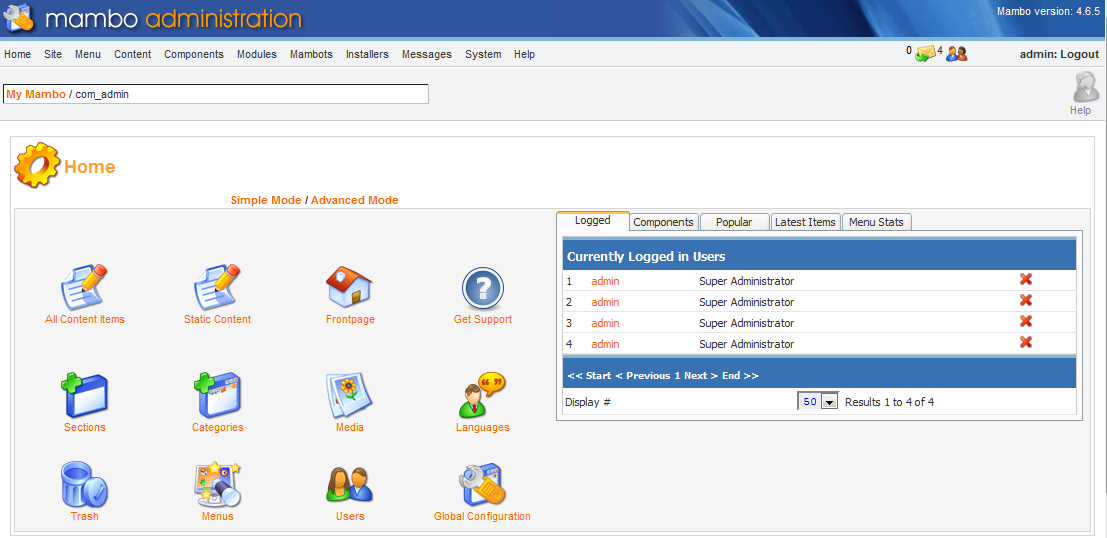 mambo administration
Mambo version: 4.6.5
Home Site Menu Content Components Modules Mambots Installers Messages System Help
0 4 admin: Logout
My Mambo / com_admin
Help
Home
Simple Mode / Advanced Mode
Logged Components Popular Latest Items Menu Stats
Currently Logged in Users
1 admin Super Administrator
2 admin Super Administrator
3 admin Super Administrator
4 admin Super Administrator
<< Start < Previous 1 Next > End >>
Display # 50 Results 1 to 4 of 4
All Content Items Static Content Frontpage Get Support
Sections Categories Media Languages
Trash Menus Users Global Configuration